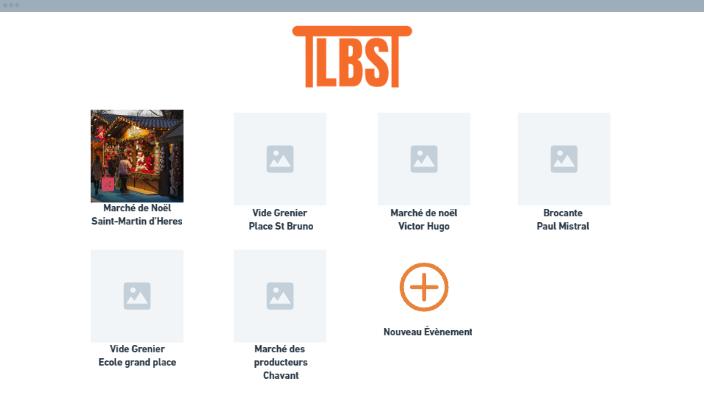 LBS
Marché de Noël
Saint-Martin d'Heres
Vide Grenier
Place St Bruno
Marché de noël
Victor Hugo
Brocante
Paul Mistral
Vide Grenier
Ecole grand place
Marché des
producteurs
Chavant
Nouveau Évènement